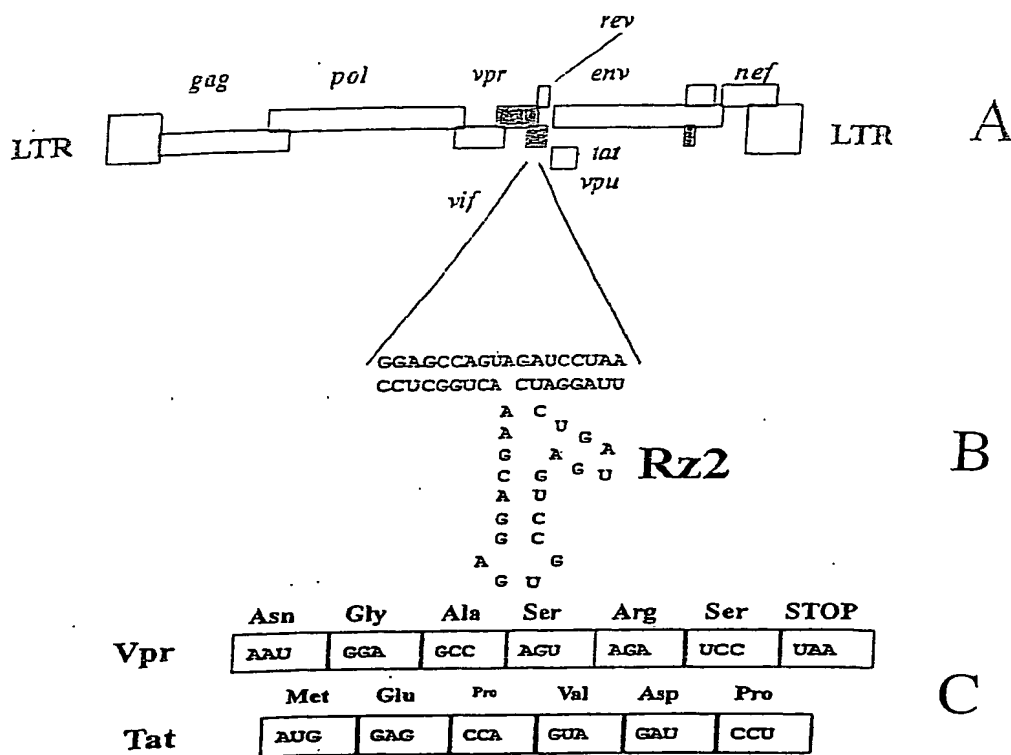 rev
gag pol vpr env nef
LTR LTR A
tat
vif vpu
GGAGCCAGUAGAUCCUAA
CCUCGGUCA CUAGGAUU
A C
A U
A G
G A A
C G G U
A U
G C
G C
A G
G U
Rz2 B
Asn Gly Ala Ser Arg Ser STOP
Vpr AAU GGA GCC AGU AGA UCC UAA
Met Glu Pro Val Asp Pro C
Tat AUG GAG CCA GUA GAU CCU